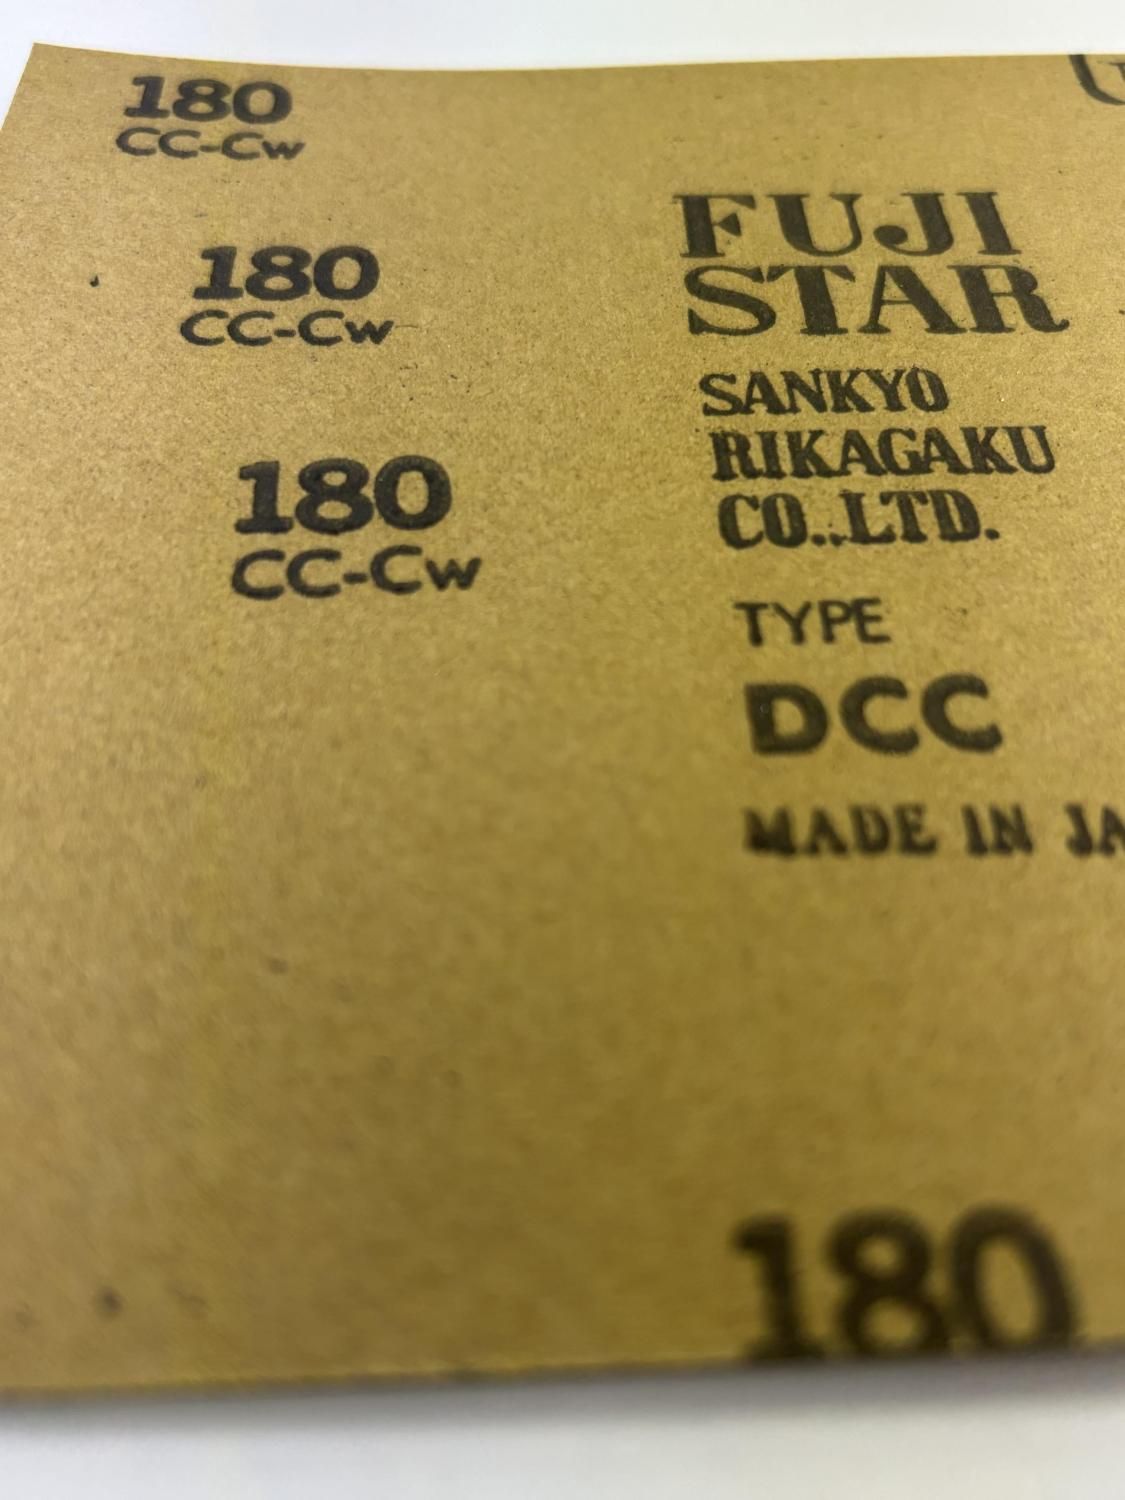 180
CC-Cw
180
CC-Cw
180
CC-Cw
FUJI
STAR
SANKYO
RIKAGAKU
CO.,LTD.
TYPE
DCC
MADE IN JA
180